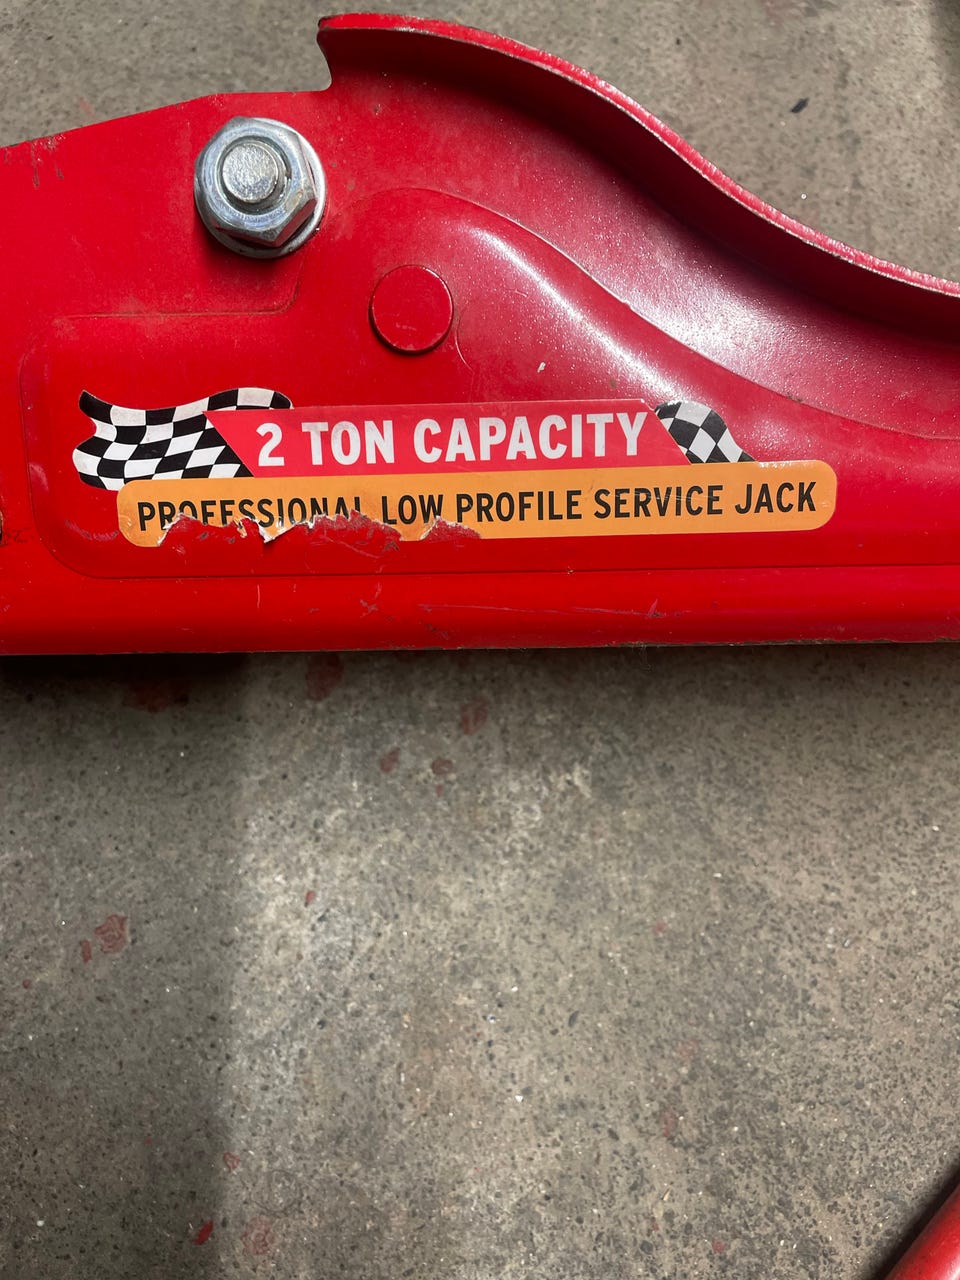 2 TON CAPACITY
PROFESSIONAL LOW PROFILE SERVICE JACK